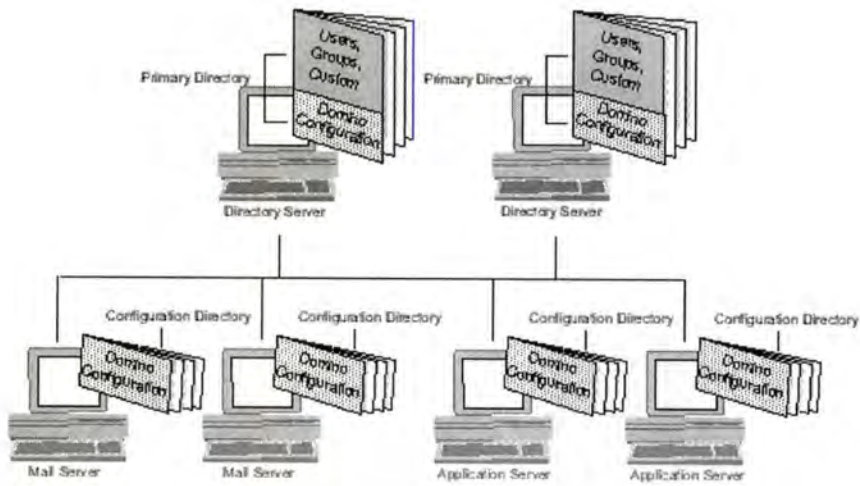 Users,
Groups,
Custom
Domino
Configuration
Primary Directory
Directory Server
Users,
Groups,
Custom
Domino
Configuration
Primary Directory
Directory Server
Configuration Directory
Domino
Configuration
Mail Server
Configuration Directory
Domino
Configuration
Mail Server
Configuration Directory
Domino
Configuration
Application Server
Configuration Directory
Domino
Configuration
Application Server